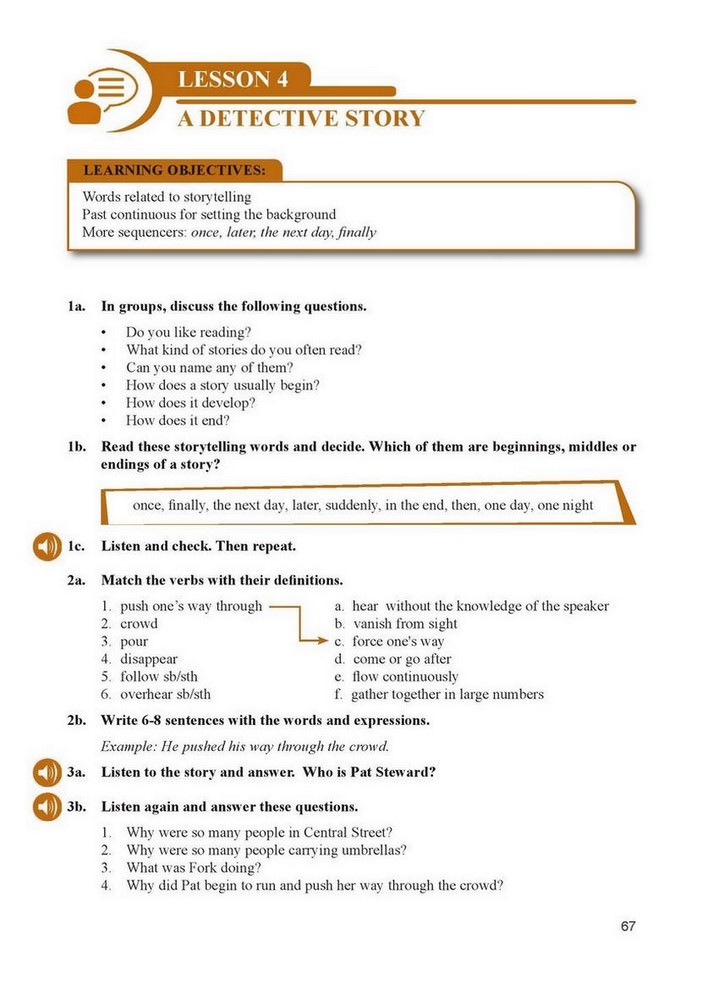 LESSON 4
A DETECTIVE STORY
LEARNING OBJECTIVES:
Words related to storytelling
Past continuous for setting the background
More sequencers: once, later, the next day, finally
1a. In groups, discuss the following questions.
• Do you like reading?
• What kind of stories do you often read?
• Can you name any of them?
• How does a story usually begin?
• How does it develop?
• How does it end?
1b. Read these storytelling words and decide. Which of them are beginnings, middles or
endings of a story?
once, finally, the next day, later, suddenly, in the end, then, one day, one night
1c. Listen and check. Then repeat.
2a. Match the verbs with their definitions.
1. push one’s way through
2. crowd
3. pour
4. disappear
5. follow sb/sth
6. overhear sb/sth
a. hear without the knowledge of the speaker
b. vanish from sight
c. force one's way
d. come or go after
e. flow continuously
f. gather together in large numbers
2b. Write 6-8 sentences with the words and expressions.
Example: He pushed his way through the crowd.
3a. Listen to the story and answer. Who is Pat Steward?
3b. Listen again and answer these questions.
1. Why were so many people in Central Street?
2. Why were so many people carrying umbrellas?
3. What was Fork doing?
4. Why did Pat begin to run and push her way through the crowd?
67